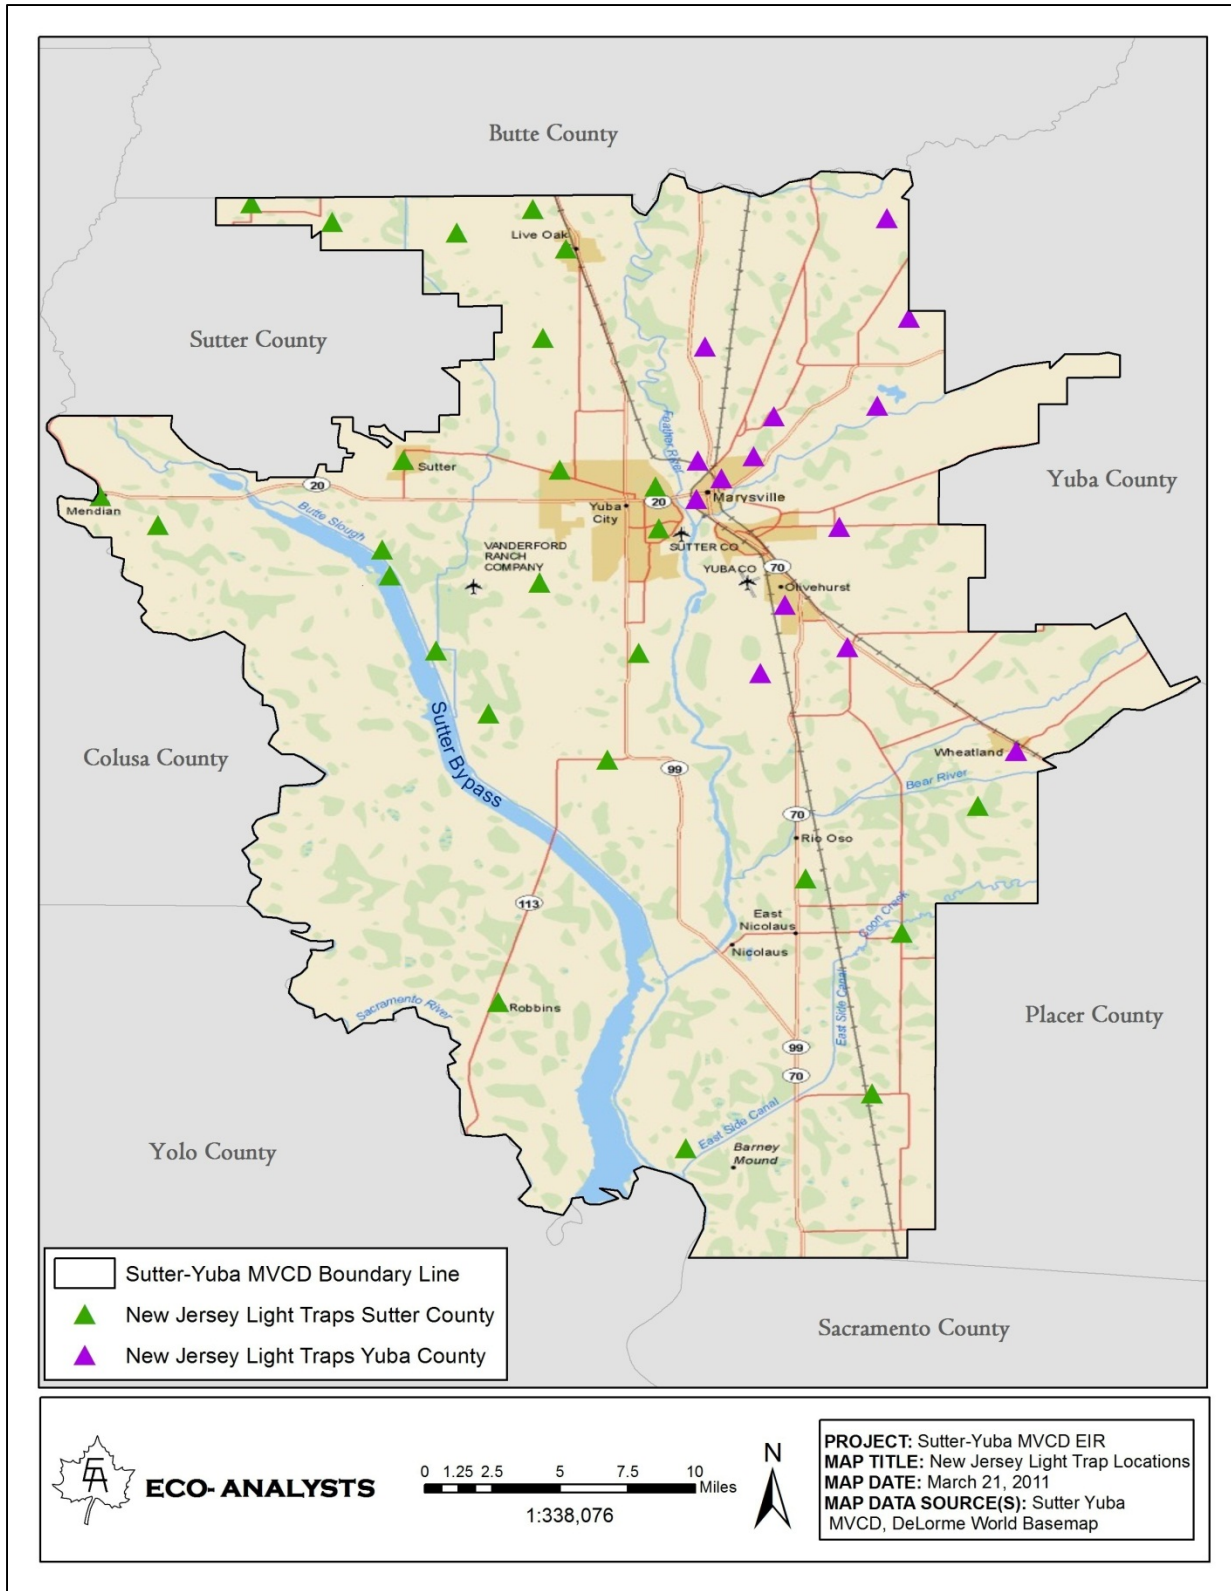 Butte County
Live Oak
Sutter County
Feather River
Sutter
Yuba County
20
Marysville
Mendian
20
Yuba
City
Butte Slough
SUTTER CO
VANDERFORD
RANCH
COMPANY
YUBA CO
70
Olivehurst
Sutter Bypass
Colusa County
Wheatland
99
Bear River
70
Rio Oso
113
Coon Creek
East
Nicolaus
Nicolaus
East Side Canal
Sacramento River
Robbins
Placer County
99
70
East Side Canal
Yolo County
Barney
Mound
Sutter-Yuba MVCD Boundary Line
New Jersey Light Traps Sutter County
New Jersey Light Traps Yuba County
Sacramento County
EA
ECO-ANALYSTS
0 1.25 2.5 5 7.5 10
Miles
1:338,076
N
PROJECT: Sutter-Yuba MVCD EIR
MAP TITLE: New Jersey Light Trap Locations
MAP DATE: March 21, 2011
MAP DATA SOURCE(S): Sutter Yuba
MVCD, DeLorme World Basemap